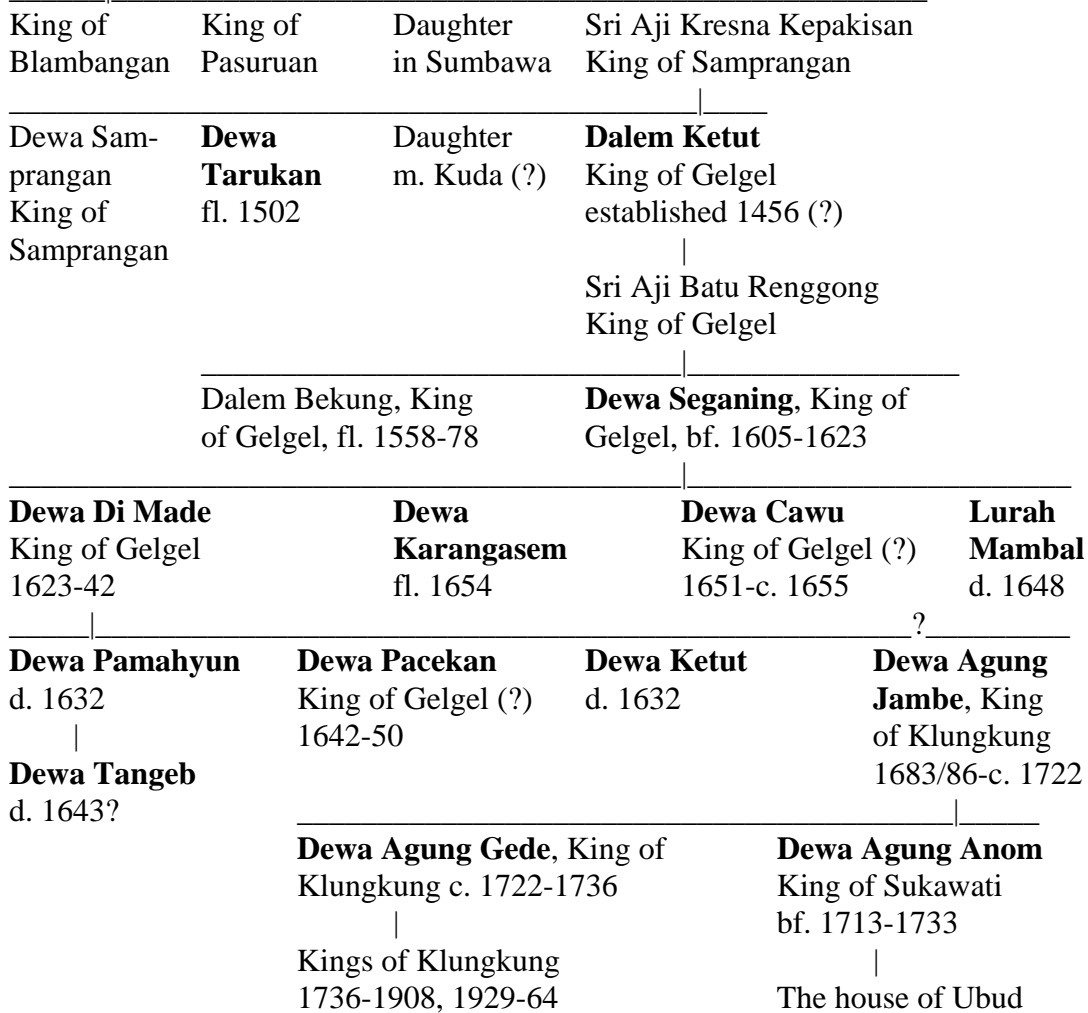 King of King of Daughter Sri Aji Kresna Kepakisan
Blambangan Pasuruan in Sumbawa King of Samprangan
Dewa Sam- Dewa Daughter Dalem Ketut
prangan Tarukan m. Kuda (?) King of Gelgel
King of fl. 1502 established 1456 (?)
Samprangan
Sri Aji Batu Renggong
King of Gelgel
Dalem Bekung, King Dewa Seganing, King of
of Gelgel, fl. 1558-78 Gelgel, bf. 1605-1623
Dewa Di Made Dewa Dewa Cawu Lurah
King of Gelgel Karangasem King of Gelgel (?) Mambal
1623-42 fl. 1654 1651-c. 1655 d. 1648
?
Dewa Pamahyun Dewa Pacekan Dewa Ketut Dewa Agung
d. 1632 King of Gelgel (?) d. 1632 Jambe, King
1642-50 of Klungkung
Dewa Tangeb 1683/86-c. 1722
d. 1643?
Dewa Agung Gede, King of Dewa Agung Anom
Klungkung c. 1722-1736 King of Sukawati
bf. 1713-1733
Kings of Klungkung
1736-1908, 1929-64 The house of Ubud